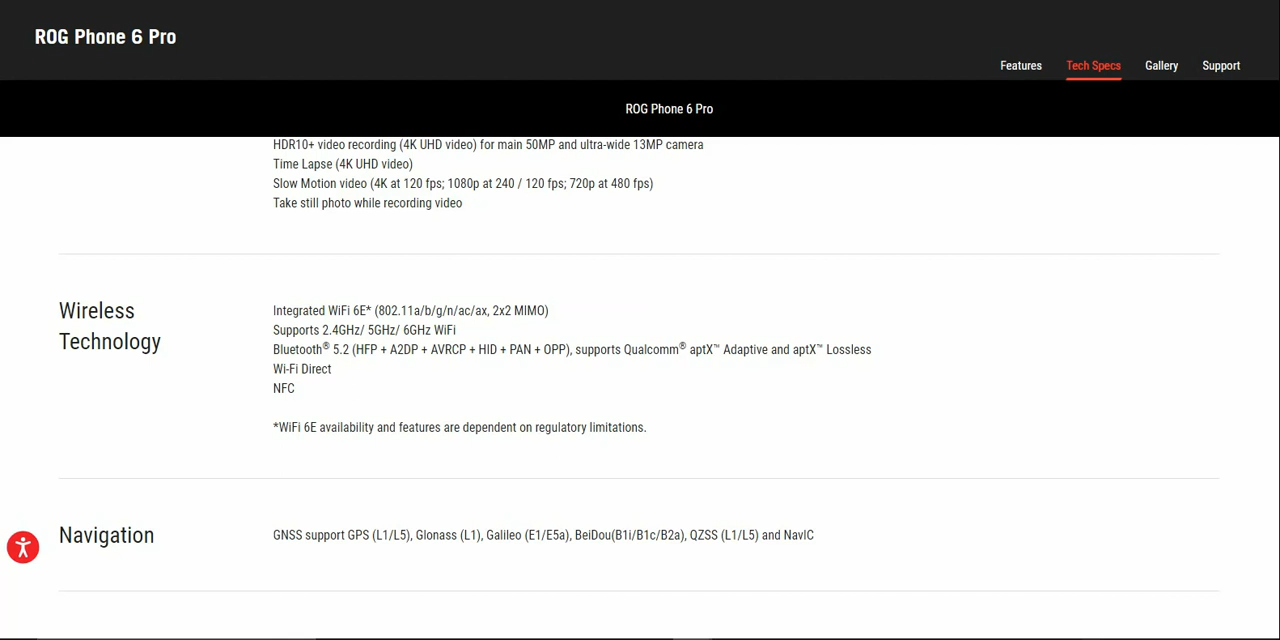 ROG Phone 6 Pro
Features Tech Specs Gallery Support
ROG Phone 6 Pro
HDR10+ video recording (4K UHD video) for main 50MP and ultra-wide 13MP camera
Time Lapse (4K UHD video)
Slow Motion video (4K at 120 fps; 1080p at 240 / 120 fps; 720p at 480 fps)
Take still photo while recording video
Wireless
Technology
Integrated WiFi 6E* (802.11a/b/g/n/ac/ax, 2x2 MIMO)
Supports 2.4GHz/ 5GHz/ 6GHz WiFi
Bluetooth® 5.2 (HFP + A2DP + AVRCP + HID + PAN + OPP), supports Qualcomm® aptX™ Adaptive and aptX™ Lossless
Wi-Fi Direct
NFC
*WiFi 6E availability and features are dependent on regulatory limitations.
Navigation
GNSS support GPS (L1/L5), Glonass (L1), Galileo (E1/E5a), BeiDou(B1i/B1c/B2a), QZSS (L1/L5) and NavIC